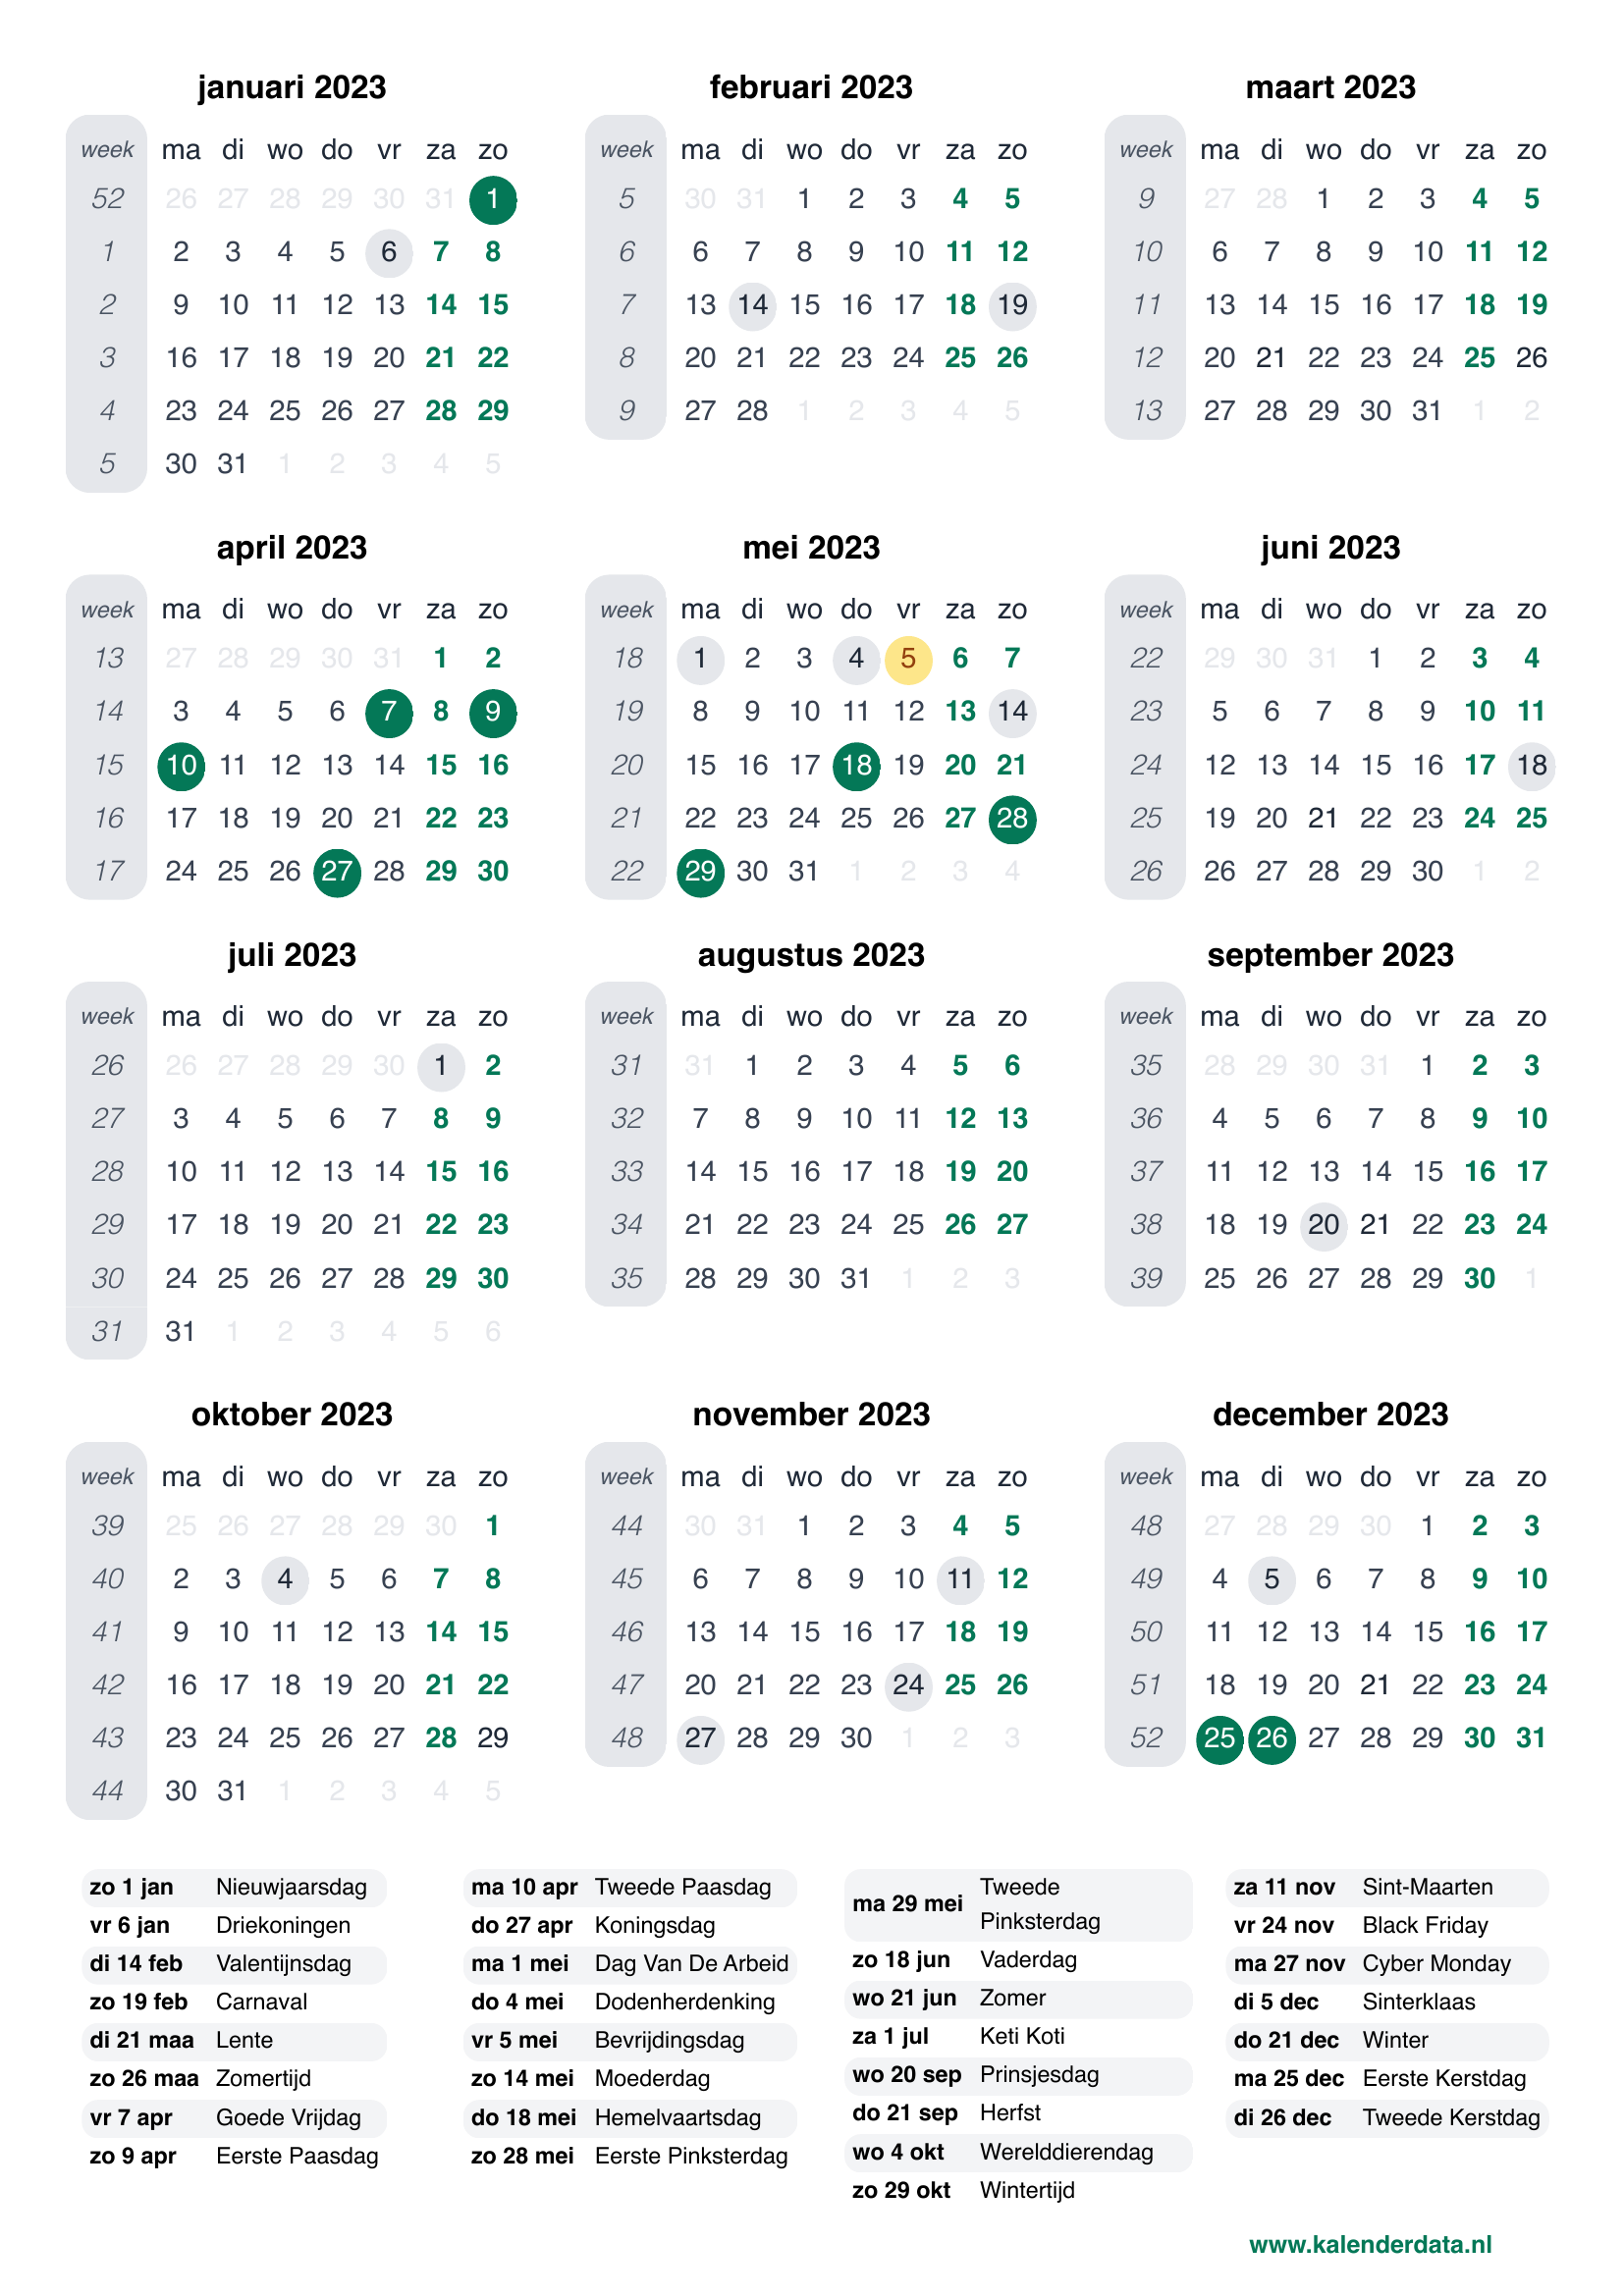 januari 2023
week ma di wo do vr za zo
52 26 27 28 29 30 31 1
1 2 3 4 5 6 7 8
2 9 10 11 12 13 14 15
3 16 17 18 19 20 21 22
4 23 24 25 26 27 28 29
5 30 31 1 2 3 4 5
februari 2023
week ma di wo do vr za zo
5 30 31 1 2 3 4 5
6 6 7 8 9 10 11 12
7 13 14 15 16 17 18 19
8 20 21 22 23 24 25 26
9 27 28 1 2 3 4 5
maart 2023
week ma di wo do vr za zo
9 27 28 1 2 3 4 5
10 6 7 8 9 10 11 12
11 13 14 15 16 17 18 19
12 20 21 22 23 24 25 26
13 27 28 29 30 31 1 2
april 2023
week ma di wo do vr za zo
13 27 28 29 30 31 1 2
14 3 4 5 6 7 8 9
15 10 11 12 13 14 15 16
16 17 18 19 20 21 22 23
17 24 25 26 27 28 29 30
mei 2023
week ma di wo do vr za zo
18 1 2 3 4 5 6 7
19 8 9 10 11 12 13 14
20 15 16 17 18 19 20 21
21 22 23 24 25 26 27 28
22 29 30 31 1 2 3 4
juni 2023
week ma di wo do vr za zo
22 29 30 31 1 2 3 4
23 5 6 7 8 9 10 11
24 12 13 14 15 16 17 18
25 19 20 21 22 23 24 25
26 26 27 28 29 30 1 2
juli 2023
week ma di wo do vr za zo
26 26 27 28 29 30 1 2
27 3 4 5 6 7 8 9
28 10 11 12 13 14 15 16
29 17 18 19 20 21 22 23
30 24 25 26 27 28 29 30
31 31 1 2 3 4 5 6
augustus 2023
week ma di wo do vr za zo
31 31 1 2 3 4 5 6
32 7 8 9 10 11 12 13
33 14 15 16 17 18 19 20
34 21 22 23 24 25 26 27
35 28 29 30 31 1 2 3
september 2023
week ma di wo do vr za zo
35 28 29 30 31 1 2 3
36 4 5 6 7 8 9 10
37 11 12 13 14 15 16 17
38 18 19 20 21 22 23 24
39 25 26 27 28 29 30 1
oktober 2023
week ma di wo do vr za zo
39 25 26 27 28 29 30 1
40 2 3 4 5 6 7 8
41 9 10 11 12 13 14 15
42 16 17 18 19 20 21 22
43 23 24 25 26 27 28 29
44 30 31 1 2 3 4 5
november 2023
week ma di wo do vr za zo
44 30 31 1 2 3 4 5
45 6 7 8 9 10 11 12
46 13 14 15 16 17 18 19
47 20 21 22 23 24 25 26
48 27 28 29 30 1 2 3
december 2023
week ma di wo do vr za zo
48 27 28 29 30 1 2 3
49 4 5 6 7 8 9 10
50 11 12 13 14 15 16 17
51 18 19 20 21 22 23 24
52 25 26 27 28 29 30 31
zo 1 jan Nieuwjaarsdag
vr 6 jan Driekoningen
di 14 feb Valentijnsdag
zo 19 feb Carnaval
di 21 maa Lente
zo 26 maa Zomertijd
vr 7 apr Goede Vrijdag
zo 9 apr Eerste Paasdag
ma 10 apr Tweede Paasdag
do 27 apr Koningsdag
ma 1 mei Dag Van De Arbeid
do 4 mei Dodenherdenking
vr 5 mei Bevrijdingsdag
zo 14 mei Moederdag
do 18 mei Hemelvaartsdag
zo 28 mei Eerste Pinksterdag
ma 29 mei Tweede
Pinksterdag
zo 18 jun Vaderdag
wo 21 jun Zomer
za 1 jul Keti Koti
wo 20 sep Prinsjesdag
do 21 sep Herfst
wo 4 okt Werelddierendag
zo 29 okt Wintertijd
za 11 nov Sint-Maarten
vr 24 nov Black Friday
ma 27 nov Cyber Monday
di 5 dec Sinterklaas
do 21 dec Winter
ma 25 dec Eerste Kerstdag
di 26 dec Tweede Kerstdag
www.kalenderdata.nl